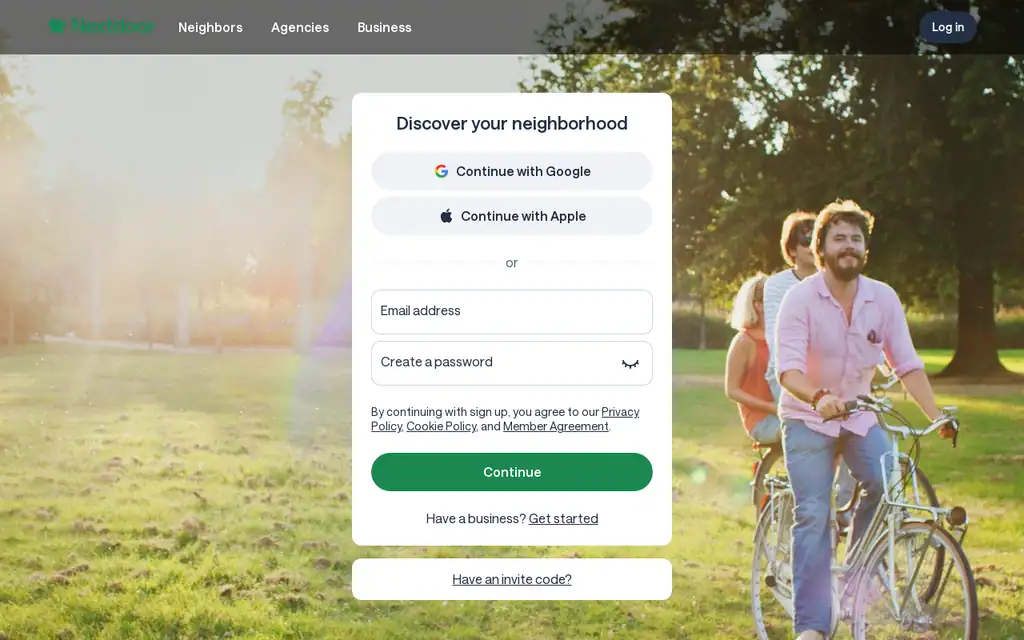 Nextdoor
Neighbors
Agencies
Business
Log in
Discover your neighborhood
Continue with Google
Continue with Apple
or
Email address
Create a password
By continuing with sign up, you agree to our Privacy
Policy, Cookie Policy, and Member Agreement.
Continue
Have a business? Get started
Have an invite code?